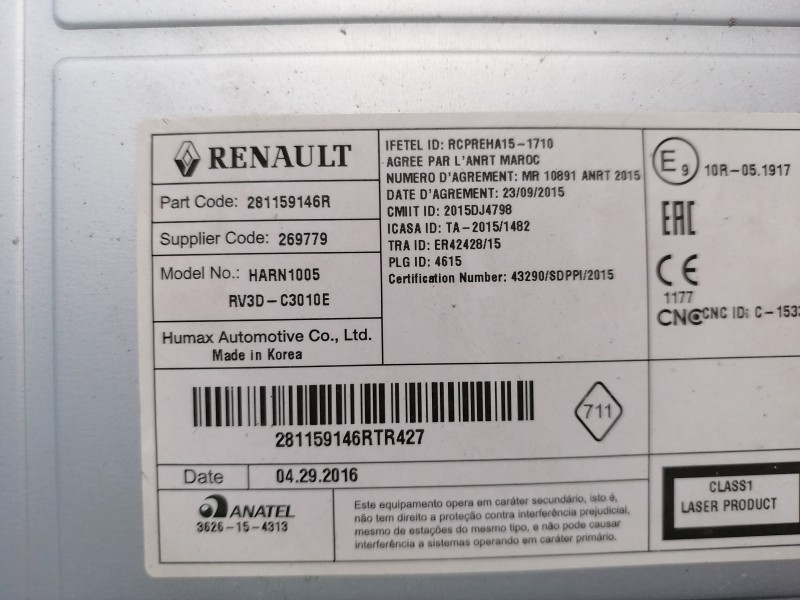 RENAULT
Part Code: 281159146R
Supplier Code: 269779
Model No.: HARN1005
RV3D-C3010E
Humax Automotive Co., Ltd.
Made in Korea
IFETEL ID: RCPREHA15-1710
AGREE PAR L'ANRT MAROC
NUMERO D'AGREMENT: MR 10891 ANRT 2015
DATE D'AGREMENT: 23/09/2015
CMIIT ID: 2015DJ4798
ICASA ID: TA-2015/1482
TRA ID: ER42428/15
PLG ID: 4615
Certification Number: 43290/SDPPI/2015
E9 10R-05.1917
EAC
CE
1177
CNC CNC ID: C-1533
281159146RTR427
711
Date 04.29.2016
ANATEL
3626-15-4313
Este equipamento opera em caráter secundário, isto é,
não tem direito a proteção contra interferência prejudicial,
mesmo de estações do mesmo tipo, e não pode causar
interferência a sistemas operando em caráter primário.
CLASS1
LASER PRODUCT